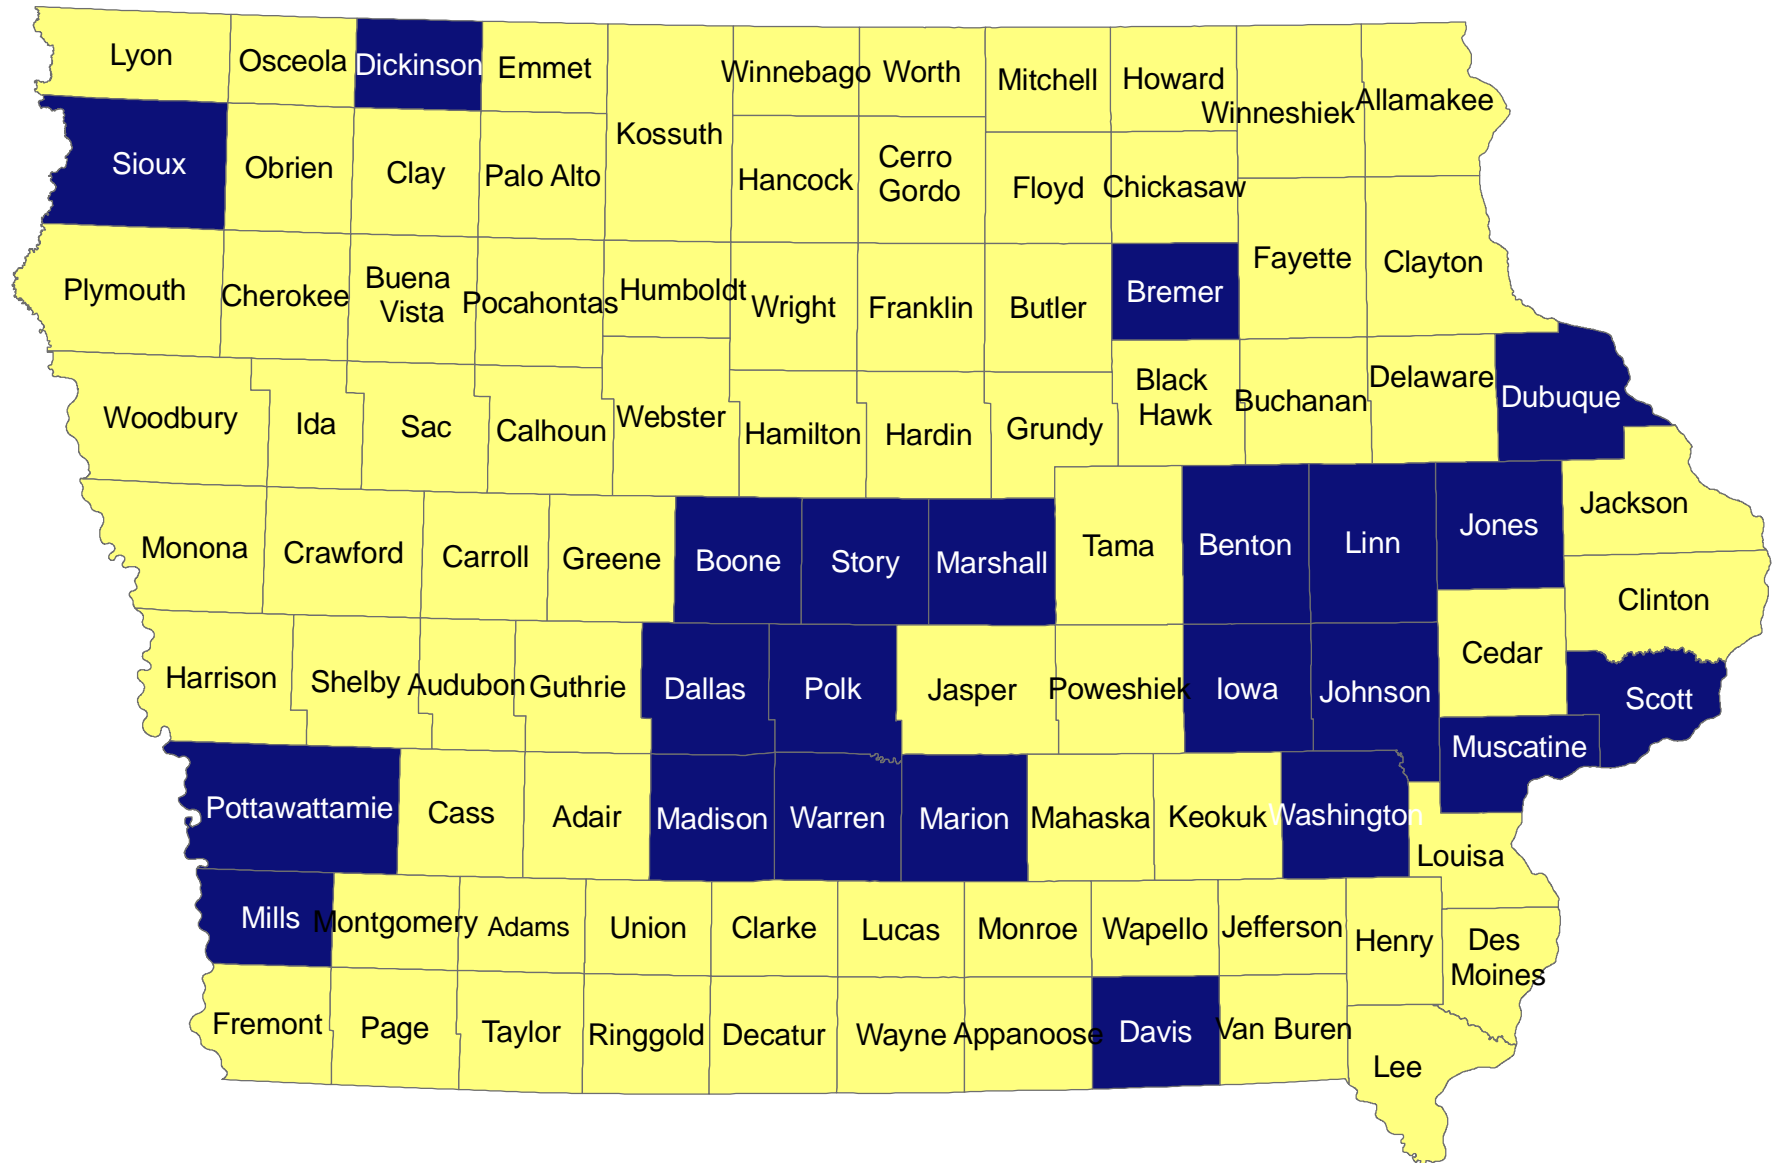 Lyon
Osceola
Dickinson
Emmet
Winnebago
Worth
Mitchell
Howard
Winneshiek
Allamakee
Kossuth
Sioux
Obrien
Clay
Palo Alto
Hancock
Cerro
Gordo
Floyd
Chickasaw
Plymouth
Cherokee
Buena
Vista
Pocahontas
Humboldt
Wright
Franklin
Butler
Bremer
Fayette
Clayton
Woodbury
Ida
Sac
Calhoun
Webster
Hamilton
Hardin
Grundy
Black
Hawk
Buchanan
Delaware
Dubuque
Monona
Crawford
Carroll
Greene
Boone
Story
Marshall
Tama
Benton
Linn
Jones
Jackson
Clinton
Harrison
Shelby
Audubon
Guthrie
Dallas
Polk
Jasper
Poweshiek
Iowa
Johnson
Cedar
Scott
Muscatine
Pottawattamie
Cass
Adair
Madison
Warren
Marion
Mahaska
Keokuk
Washington
Louisa
Mills
Montgomery
Adams
Union
Clarke
Lucas
Monroe
Wapello
Jefferson
Henry
Des
Moines
Fremont
Page
Taylor
Ringgold
Decatur
Wayne
Appanoose
Davis
Van Buren
Lee